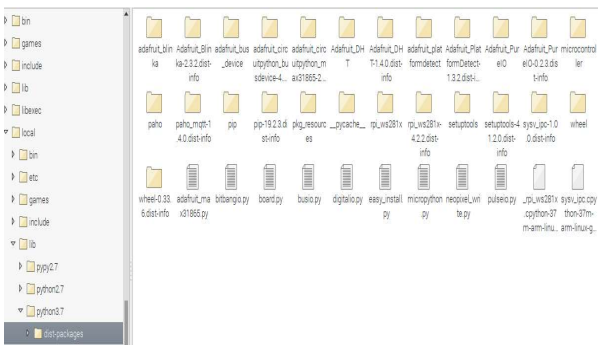 bin
games
include
lib
libexec
local
bin
etc
games
include
lib
pypy2.7
python2.7
python3.7
dist-packages
adafruit_blin
ka
Adafruit_Blin
ka-2.3.2.dist-
info
adafruit_bus
_device
adafruit_circ
uitpython_bu
sdevice-4....
adafruit_circ
uitpython_m
ax31865-2...
Adafruit_DH
T
Adafruit_DH
T-1.4.0.dist-
info
adafruit_plat
formdetect
Adafruit_Plat
formDetect-
1.3.2.dist-i...
Adafruit_Pur
eIO
Adafruit_Pur
eIO-0.2.3.dis
t-info
microcontrol
ler
paho
paho_mqtt-1
.4.0.dist-info
pip
pip-19.2.3.di
st-info
pkg_resourc
es
__pycache__
rpi_ws281x
rpi_ws281x-
4.2.2.dist-
info
setuptools
setuptools-4
1.2.0.dist-
info
sysv_ipc-1.0
.0.dist-info
wheel
wheel-0.33.
6.dist-info
adafruit_ma
x31865.py
bitbangio.py
board.py
busio.py
digitalio.py
easy_install.
py
micropython
.py
neopixel_wri
te.py
pulseio.py
_rpi_ws281x
.cpython-37
m-arm-linu...
sysv_ipc.cpy
thon-37m-
arm-linux-g...